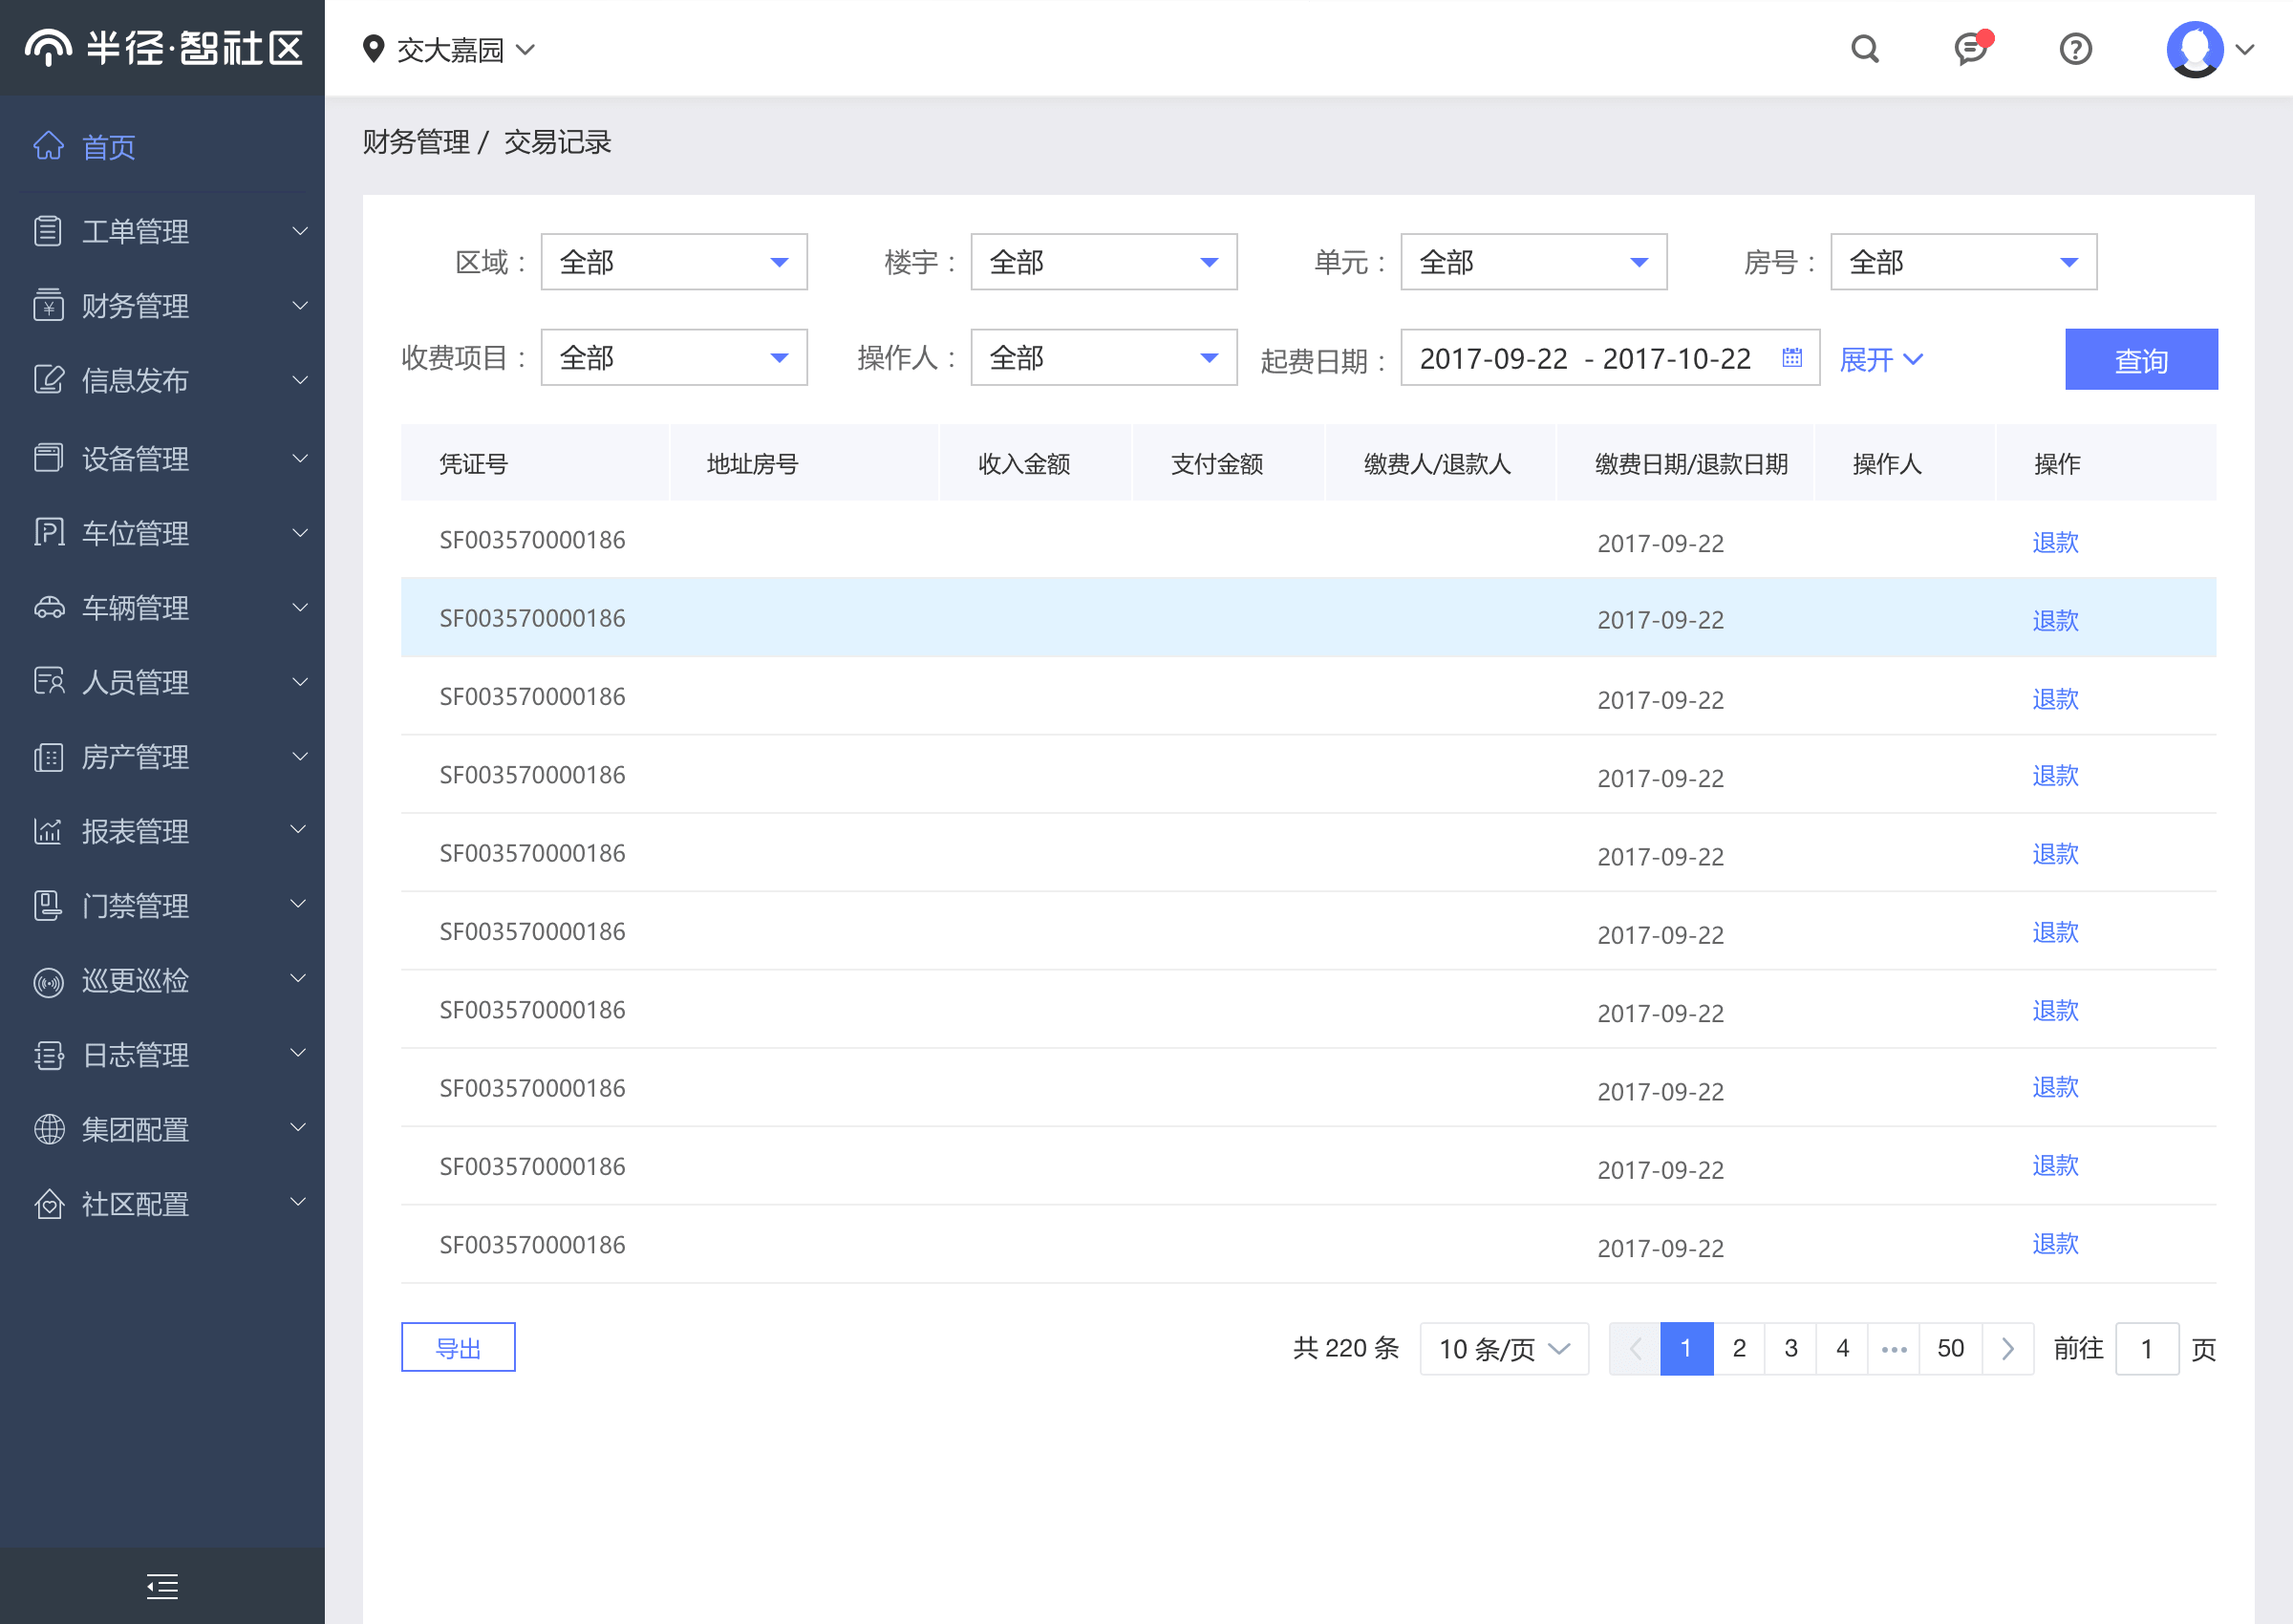 半径·智社区
交大嘉园
首页
工单管理
财务管理
信息发布
设备管理
车位管理
车辆管理
人员管理
房产管理
报表管理
门禁管理
巡更巡检
日志管理
集团配置
社区配置
财务管理 / 交易记录
区域： 全部 楼宇： 全部 单元： 全部 房号： 全部
收费项目： 全部 操作人： 全部 起费日期： 2017-09-22 - 2017-10-22 展开 查询
凭证号 地址房号 收入金额 支付金额 缴费人/退款人 缴费日期/退款日期 操作人 操作
SF003570000186 2017-09-22 退款
SF003570000186 2017-09-22 退款
SF003570000186 2017-09-22 退款
SF003570000186 2017-09-22 退款
SF003570000186 2017-09-22 退款
SF003570000186 2017-09-22 退款
SF003570000186 2017-09-22 退款
SF003570000186 2017-09-22 退款
SF003570000186 2017-09-22 退款
SF003570000186 2017-09-22 退款
导出 共 220 条 10 条/页 1 2 3 4 ••• 50 前往 1 页